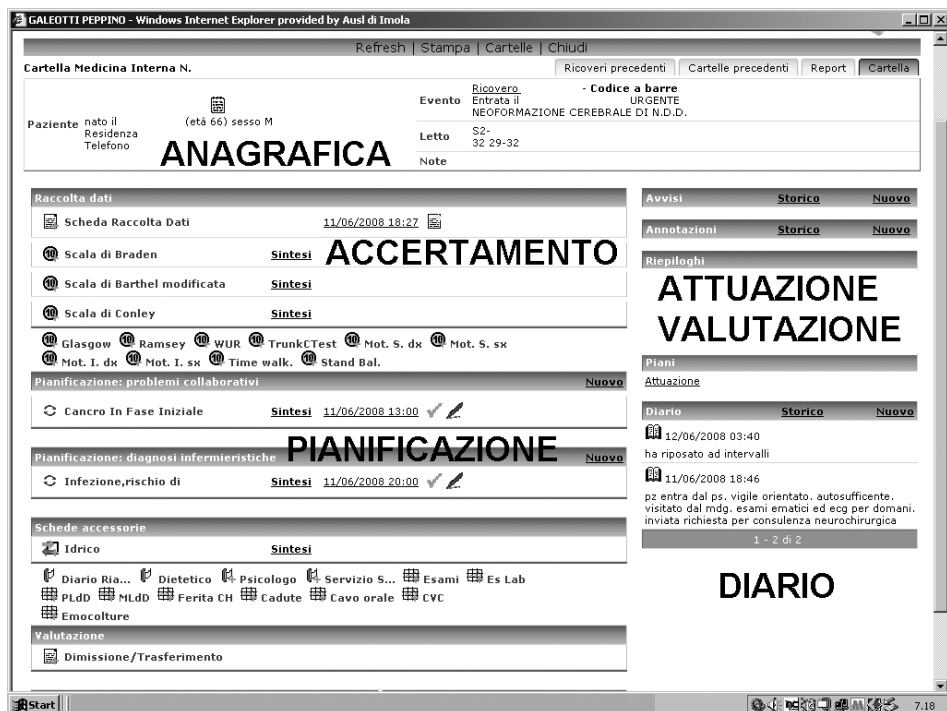 GALEOTTI PEPPINO - Windows Internet Explorer provided by Ausl di Imola
Refresh | Stampa | Cartelle | Chiudi
Cartella Medicina Interna N.
Ricoveri precedenti
Cartelle precedenti
Report
Cartella
Paziente
nato il
(età 66) sesso M
Residenza
Telefono
ANAGRAFICA
Evento
Ricovero - Codice a barre
Entrata il URGENTE
NEOFORMAZIONE CEREBRALE DI N.D.D.
Letto
S2-
32 29-32
Note
Raccolta dati
Scheda Raccolta Dati 11/06/2008 18:27
Scala di Braden Sintesi
ACCERTAMENTO
Scala di Barthel modificata Sintesi
Scala di Conley Sintesi
Glasgow Ramsey WUR TrunkCTest Mot. S. dx Mot. S. sx
Mot. I. dx Mot. I. sx Time walk. Stand Bal.
Pianificazione: problemi collaborativi Nuovo
Cancro In Fase Iniziale Sintesi 11/06/2008 13:00
PIANIFICAZIONE
Pianificazione: diagnosi infermieristiche Nuovo
Infezione,rischio di Sintesi 11/06/2008 20:00
Schede accessorie
Idrico Sintesi
Diario Ria... Dietetico Psicologo Servizio S... Esami Es Lab
PLdD MLdD Ferita CH Cadute Cavo orale CVC
Emocolture
Valutazione
Dimissione/Trasferimento
Avvisi Storico Nuovo
Annotazioni Storico Nuovo
Riepiloghi
ATTUAZIONE
VALUTAZIONE
Piani
Attuazione
Diario Storico Nuovo
12/06/2008 03:40
ha riposato ad intervalli
11/06/2008 18:46
pz entra dal ps. vigile orientato. autosufficente.
visitato dal mdg. esami ematici ed ecg per domani.
inviata richiesta per consulenza neurochirurgica
1 - 2 di 2
DIARIO
Start
7.18